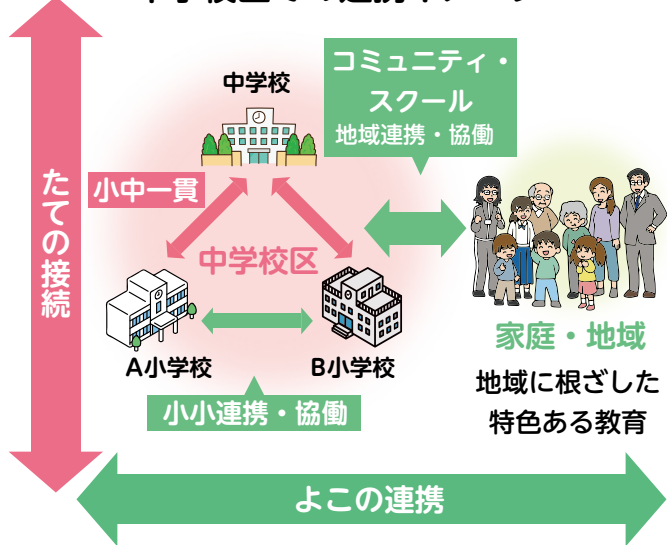 中学校
コミュニティ・
スクール
地域連携・協働
たての接続
小中一貫
中学校区
A小学校
B小学校
小小連携・協働
家庭・地域
地域に根ざした
特色ある教育
よこの連携